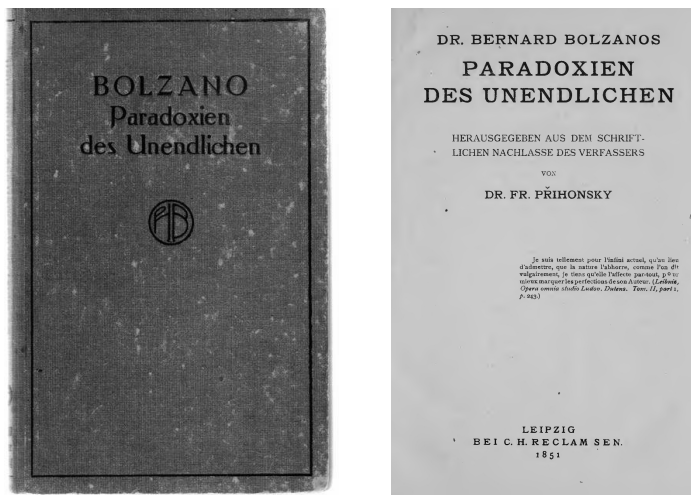 BOLZANO
Paradoxien
des Unendlichen
DR. BERNARD BOLZANOS
PARADOXIEN
DES UNENDLICHEN
HERAUSGEGEBEN AUS DEM SCHRIFT-
LICHEN NACHLASSE DES VERFASSERS
VON
DR. FR. PŘIHONSKY
Je suis tellement pour l'infini actuel, qu'au lieu
d'admettre, que la nature l'abhorre, comme l'on dit
vulgairement, je tiens qu'elle l'affecte par-tout, pour
mieux marquer les perfections de son Auteur. (Leibniz,
Opera omnia studio Ludov. Dutens. Tom. II, part 1,
p. 243.)
LEIPZIG
BEI C. H. RECLAM SEN.
1851